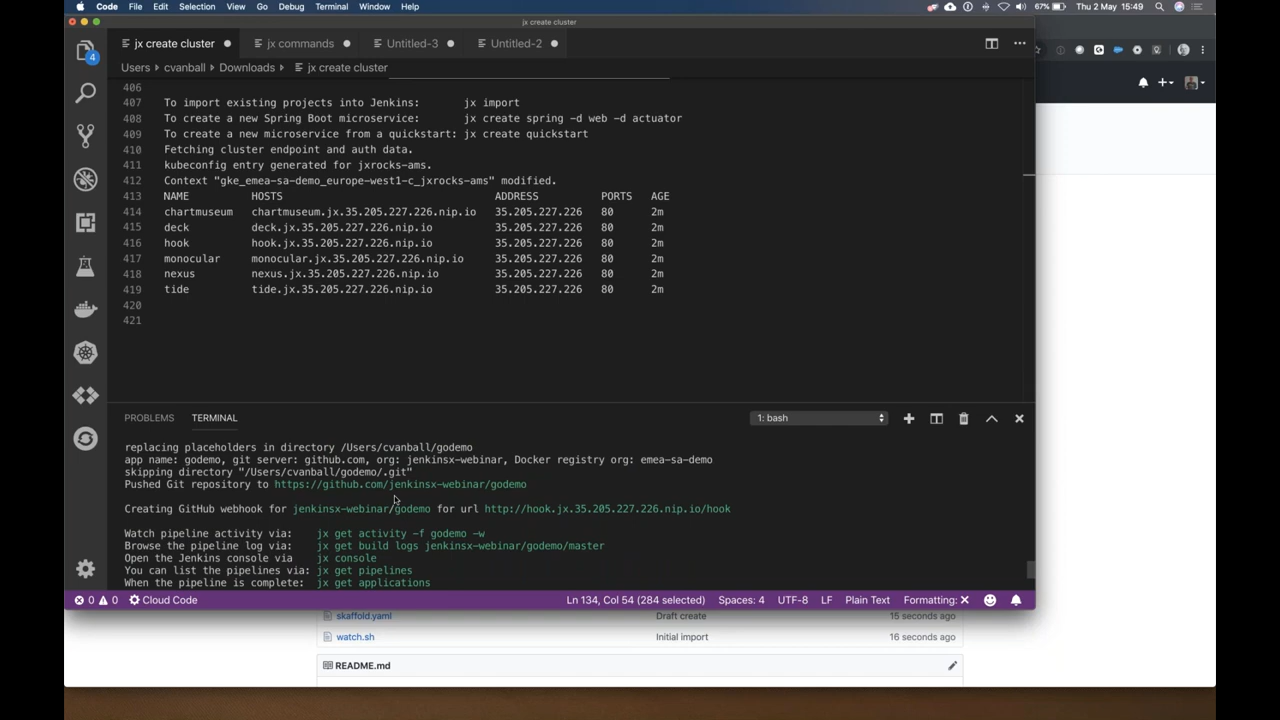 Code File Edit Selection View Go Debug Terminal Window Help 67% Thu 2 May 15:49
jx create cluster
jx create cluster jx commands Untitled-3 Untitled-2
Users > cvanball > Downloads > jx create cluster
4
406
407 To import existing projects into Jenkins: jx import
408 To create a new Spring Boot microservice: jx create spring -d web -d actuator
409 To create a new microservice from a quickstart: jx create quickstart
410 Fetching cluster endpoint and auth data.
411 kubeconfig entry generated for jxrocks-ams.
412 Context "gke_emea-sa-demo_europe-west1-c_jxrocks-ams" modified.
413 NAME HOSTS ADDRESS PORTS AGE
414 chartmuseum chartmuseum.jx.35.205.227.226.nip.io 35.205.227.226 80 2m
415 deck deck.jx.35.205.227.226.nip.io 35.205.227.226 80 2m
416 hook hook.jx.35.205.227.226.nip.io 35.205.227.226 80 2m
417 monocular monocular.jx.35.205.227.226.nip.io 35.205.227.226 80 2m
418 nexus nexus.jx.35.205.227.226.nip.io 35.205.227.226 80 2m
419 tide tide.jx.35.205.227.226.nip.io 35.205.227.226 80 2m
420
421
PROBLEMS TERMINAL 1: bash
replacing placeholders in directory /Users/cvanball/godemo
app name: godemo, git server: github.com, org: jenkinsx-webinar, Docker registry org: emea-sa-demo
skipping directory "/Users/cvanball/godemo/.git"
Pushed Git repository to https://github.com/jenkinsx-webinar/godemo
Creating GitHub webhook for jenkinsx-webinar/godemo for url http://hook.jx.35.205.227.226.nip.io/hook
Watch pipeline activity via: jx get activity -f godemo -w
Browse the pipeline log via: jx get build logs jenkinsx-webinar/godemo/master
Open the Jenkins console via jx console
You can list the pipelines via: jx get pipelines
When the pipeline is complete: jx get applications
0 0 Cloud Code Ln 134, Col 54 (284 selected) Spaces: 4 UTF-8 LF Plain Text Formatting: ✕
skaffold.yaml Draft create 15 seconds ago
watch.sh Initial import 16 seconds ago
README.md